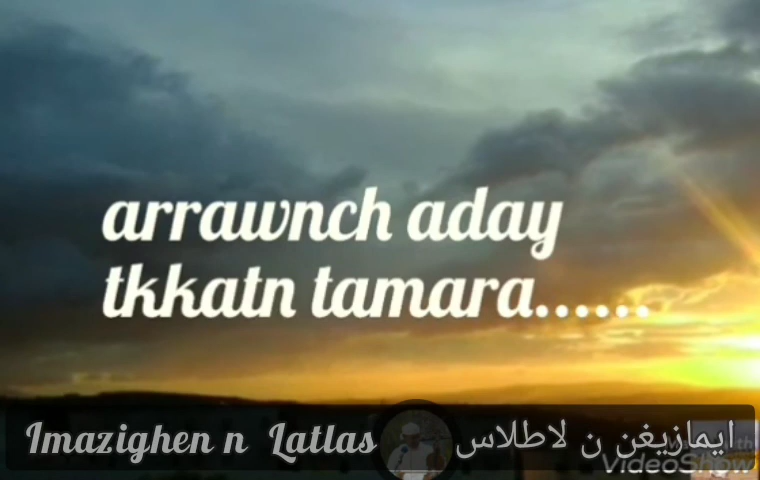 arrawnch aday
tkkatn tamara......
Imazighen n Latlas
ايمازيغن ن لاطلاس
VideoShow